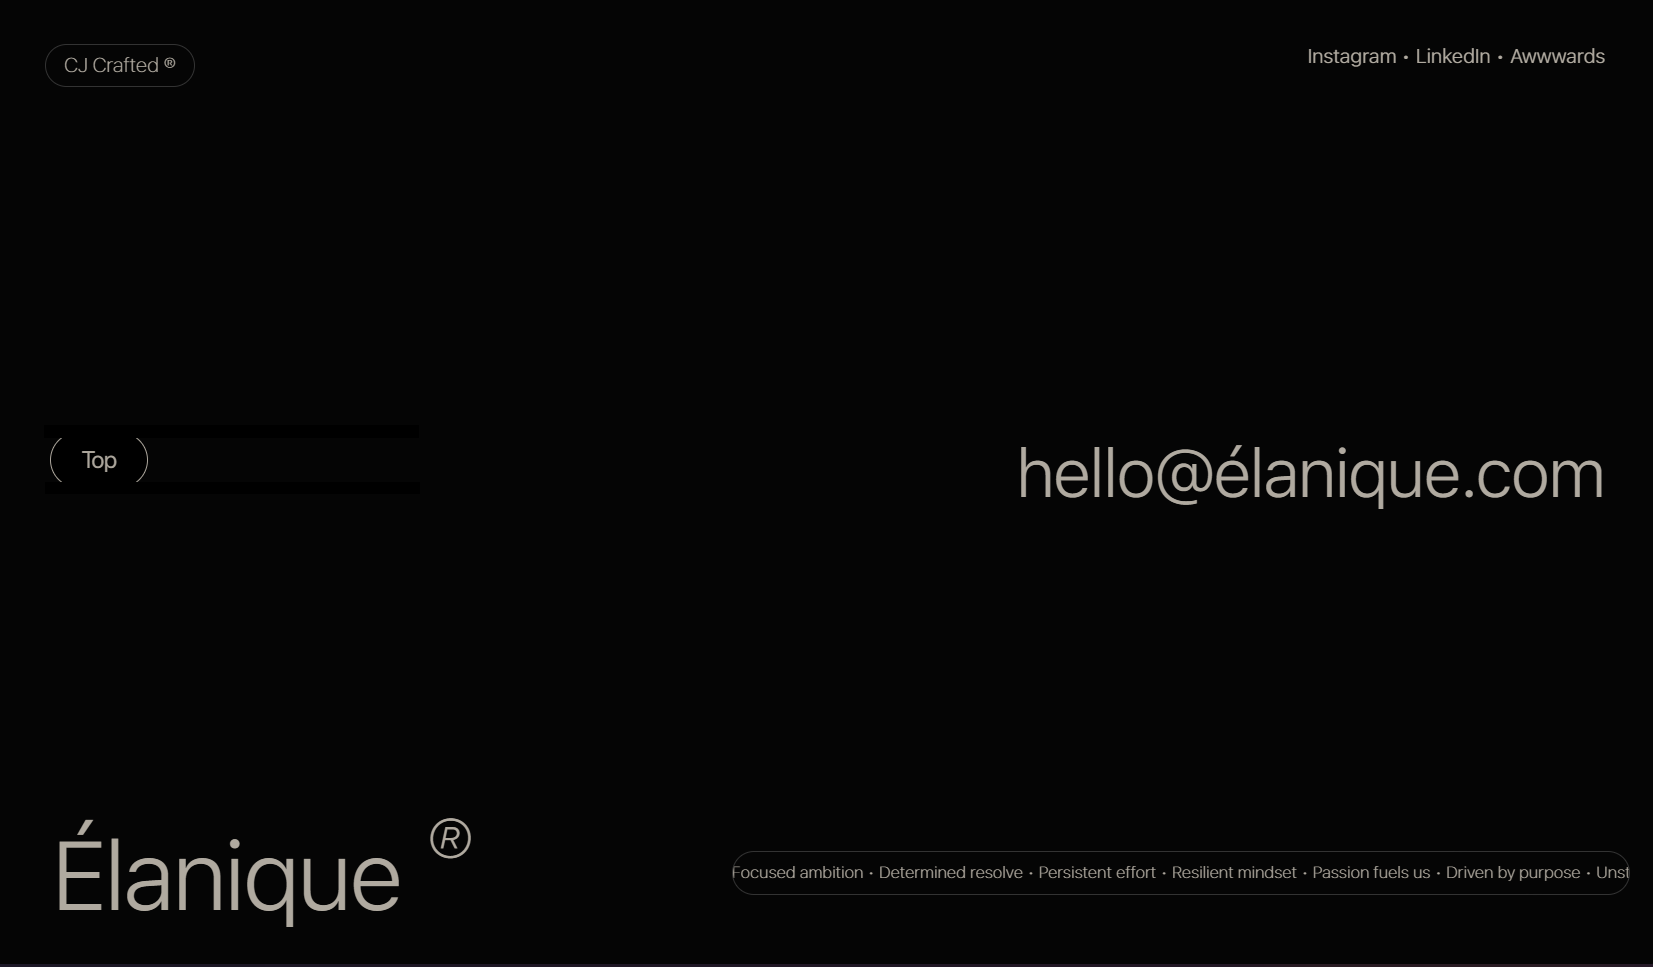 CJ Crafted ®
Instagram • LinkedIn • Awwwards
Top
hello@élanique.com
Élanique ®
Focused ambition • Determined resolve • Persistent effort • Resilient mindset • Passion fuels us • Driven by purpose •